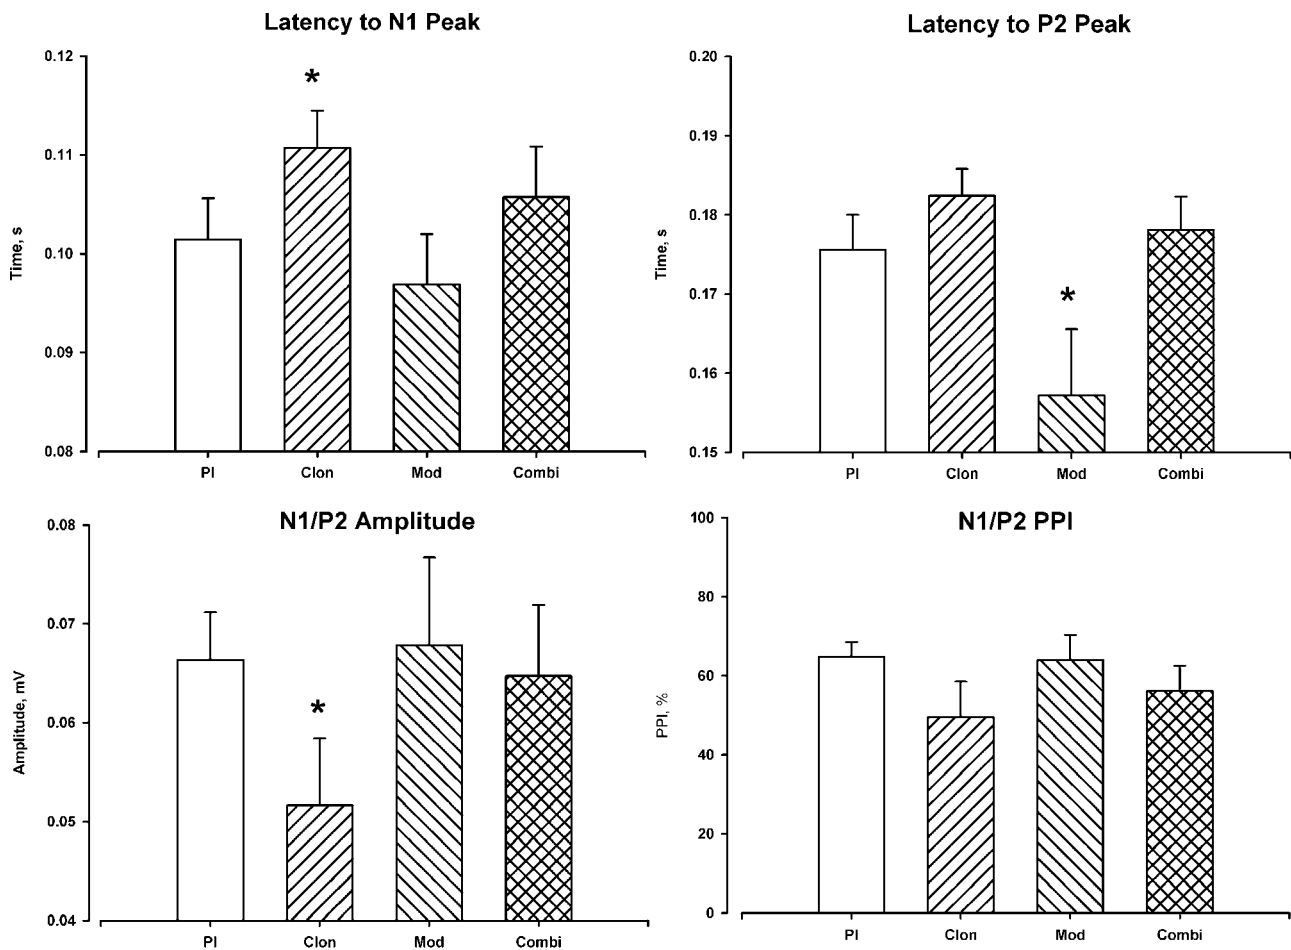 Latency to N1 Peak
0.12
0.11
0.10
0.09
0.08
Time, s
*
Pl
Clon
Mod
Combi
Latency to P2 Peak
0.20
0.19
0.18
0.17
0.16
0.15
Time, s
*
Pl
Clon
Mod
Combi
N1/P2 Amplitude
0.08
0.07
0.06
0.05
0.04
Amplitude, mV
*
Pl
Clon
Mod
Combi
N1/P2 PPI
100
80
60
40
20
0
PPI, %
Pl
Clon
Mod
Combi